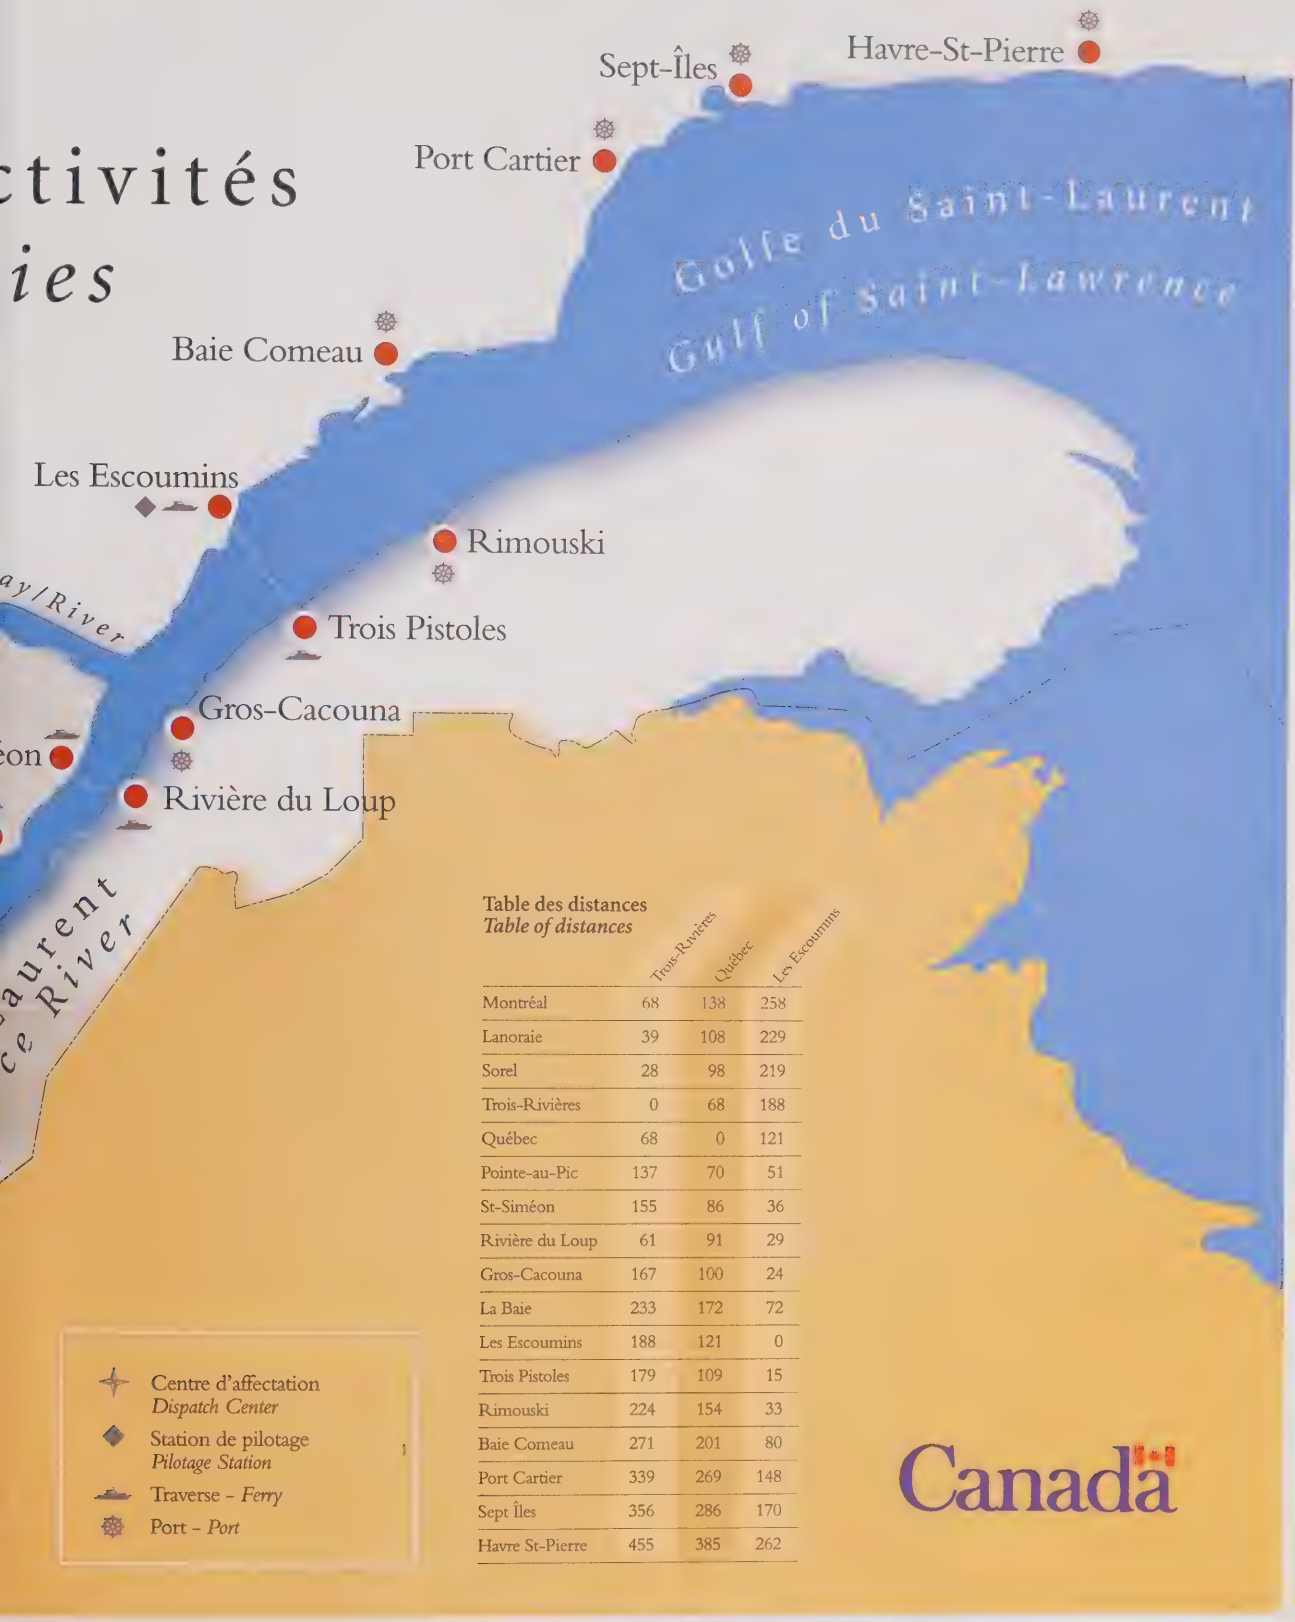 ctivités
ies
Havre-St-Pierre
Sept-Îles
Port Cartier
Golfe du Saint-Laurent
Gulf of Saint-Lawrence
Baie Comeau
Les Escoumins
Rimouski
ay/River
Trois Pistoles
Gros-Cacouna
éon
Rivière du Loup
aurent
ce River
Table des distances
Table of distances
Trois-Rivières Québec Les Escoumins
Montréal 68 138 258
Lanoraie 39 108 229
Sorel 28 98 219
Trois-Rivières 0 68 188
Québec 68 0 121
Pointe-au-Pic 137 70 51
St-Siméon 155 86 36
Rivière du Loup 61 91 29
Gros-Cacouna 167 100 24
La Baie 233 172 72
Les Escoumins 188 121 0
Trois Pistoles 179 109 15
Rimouski 224 154 33
Baie Comeau 271 201 80
Port Cartier 339 269 148
Sept Îles 356 286 170
Havre St-Pierre 455 385 262
Centre d'affectation
Dispatch Center
Station de pilotage
Pilotage Station
Traverse - Ferry
Port - Port
Canada